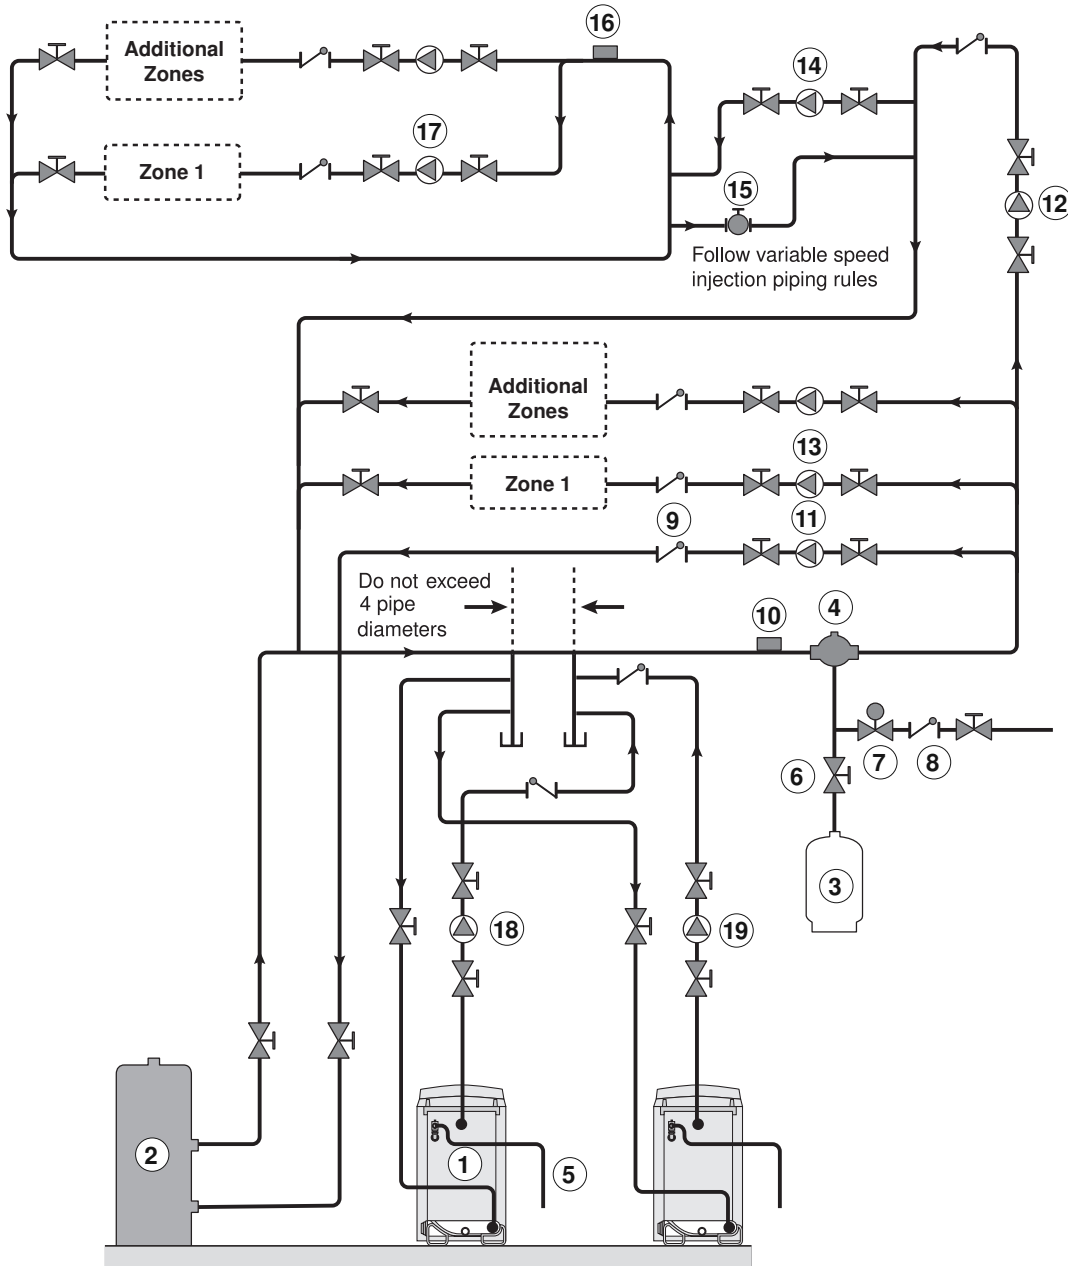 16
Additional
Zones
14
17
Zone 1
15
12
Follow variable speed
injection piping rules
Additional
Zones
13
Zone 1
9
11
Do not exceed
4 pipe
diameters
10
4
6
7
8
3
18
19
2
1
5